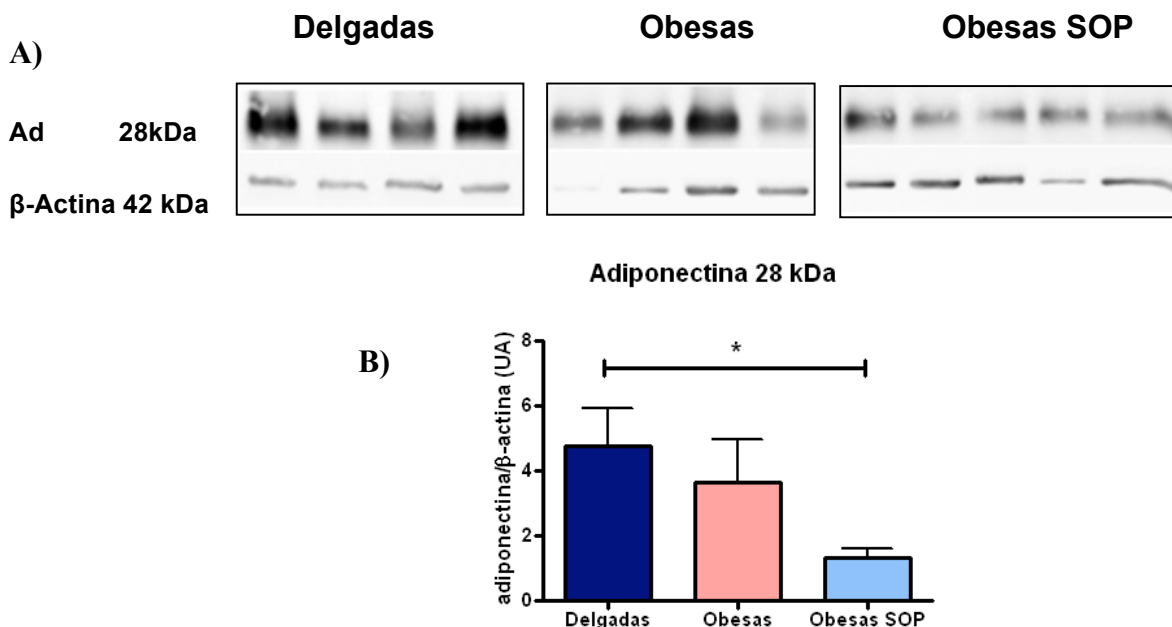 Delgadas Obesas Obesas SOP
A)
Ad 28kDa
β-Actina 42 kDa
Adiponectina 28 kDa
B)
adiponectina/β-actina (UA)
8
6
4
2
0
*
Delgadas Obesas Obesas SOP